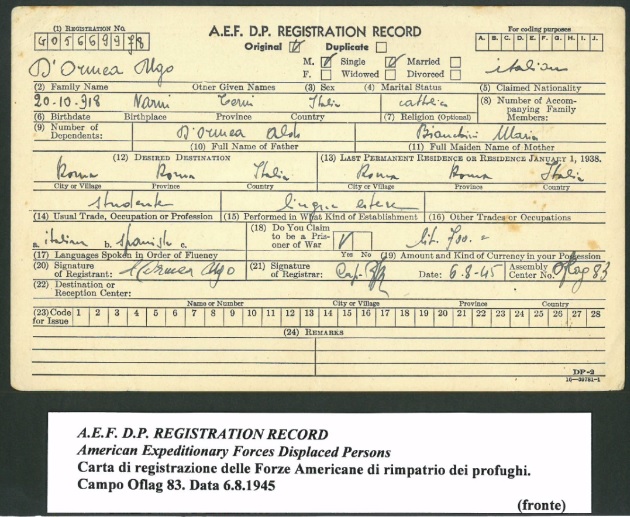 (1) REGISTRATION NO.
G05669978
A.E.F. D.P. REGISTRATION RECORD
Original Duplicate
For coding purposes
A. B. C. D. E. F. G. H. I. J.
D'Ormea Ugo
M. Single Married
F. Widowed Divorced
italian
(2) Family Name Other Given Names (3) Sex (4) Marital Status (5) Claimed Nationality
20-10-918 Narni Terni Italia cattolica
(8) Number of Accompanying Family Members:
(6) Birthdate Birthplace Province Country (7) Religion (Optional)
(9) Number of Dependents:
D'Ormea Aldo
Bianchini Maria
(10) Full Name of Father (11) Full Maiden Name of Mother
(12) DESIRED DESTINATION (13) LAST PERMANENT RESIDENCE OR RESIDENCE JANUARY 1, 1938.
Roma Roma Italia Roma Roma Italia
City or Village Province Country City or Village Province Country
studente lingue estere
(14) Usual Trade, Occupation or Profession (15) Performed in What Kind of Establishment (16) Other Trades or Occupations
a. italian b. spanish c.
(18) Do You Claim to be a Prisoner of War
Yes No
lit. 700. =
(17) Languages Spoken in Order of Fluency (19) Amount and Kind of Currency in your Possession
(20) Signature of Registrant: D'Ormea Ugo (21) Signature of Registrar: Cap. Date: 6-8-45 Assembly Center No. Oflag 83
(22) Destination or Reception Center:
Name or Number City or Village Province Country
(23) Code for Issue 1 2 3 4 5 6 7 8 9 10 11 12 13 14 15 16 17 18 19 20 21 22 23 24 25 26 27 28
(24) REMARKS
DP-2
16-39781-1
A.E.F. D.P. REGISTRATION RECORD
American Expeditionary Forces Displaced Persons
Carta di registrazione delle Forze Americane di rimpatrio dei profughi.
Campo Oflag 83. Data 6.8.1945
(fronte)